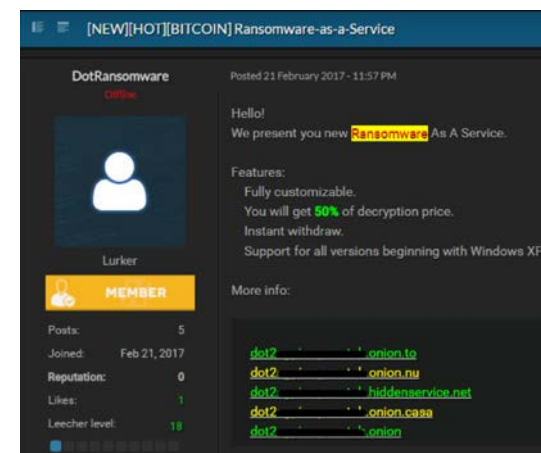 [NEW][HOT][BITCOIN] Ransomware-as-a-Service
DotRansomware
Offline
Lurker
MEMBER
Posts: 5
Joined: Feb 21, 2017
Reputation: 0
Likes: 1
Leecher level: 18
Posted 21 February 2017 - 11:57 PM
Hello!
We present you new Ransomware As A Service.
Features:
Fully customizable.
You will get 50% of decryption price.
Instant withdraw.
Support for all versions beginning with Windows XP
More info:
dot2 .onion.to
dot2 .onion.nu
dot2 .hiddenservice.net
dot2 .onion.casa
dot2 .onion